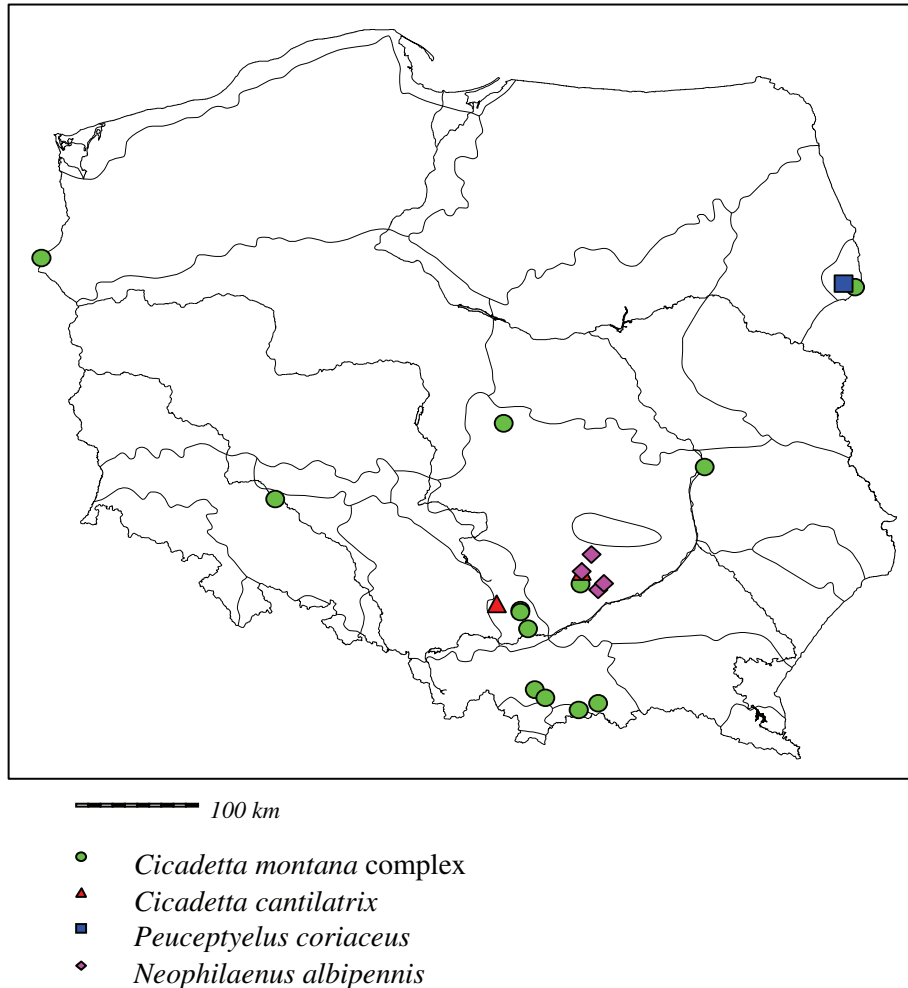 100 km
Cicadetta montana complex
Cicadetta cantilatrix
Peuceptyelus coriaceus
Neophilaenus albipennis